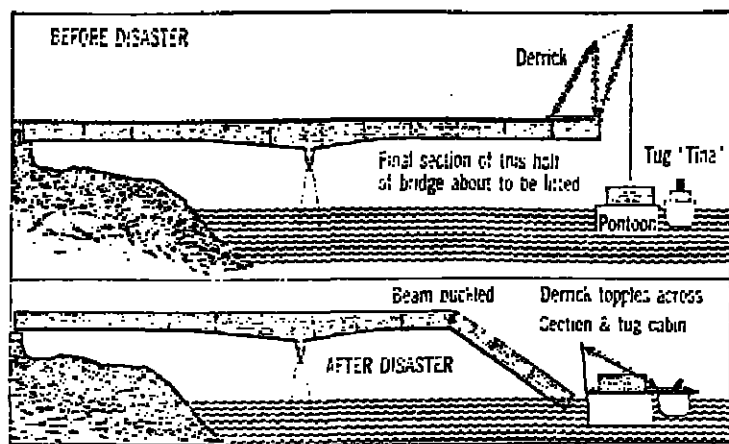 BEFORE DISASTER
Derrick
Final section of this half
of bridge about to be lifted
Tug "Tina"
Pontoon
Beam buckled
Derrick topples across
Section & tug cabin
AFTER DISASTER